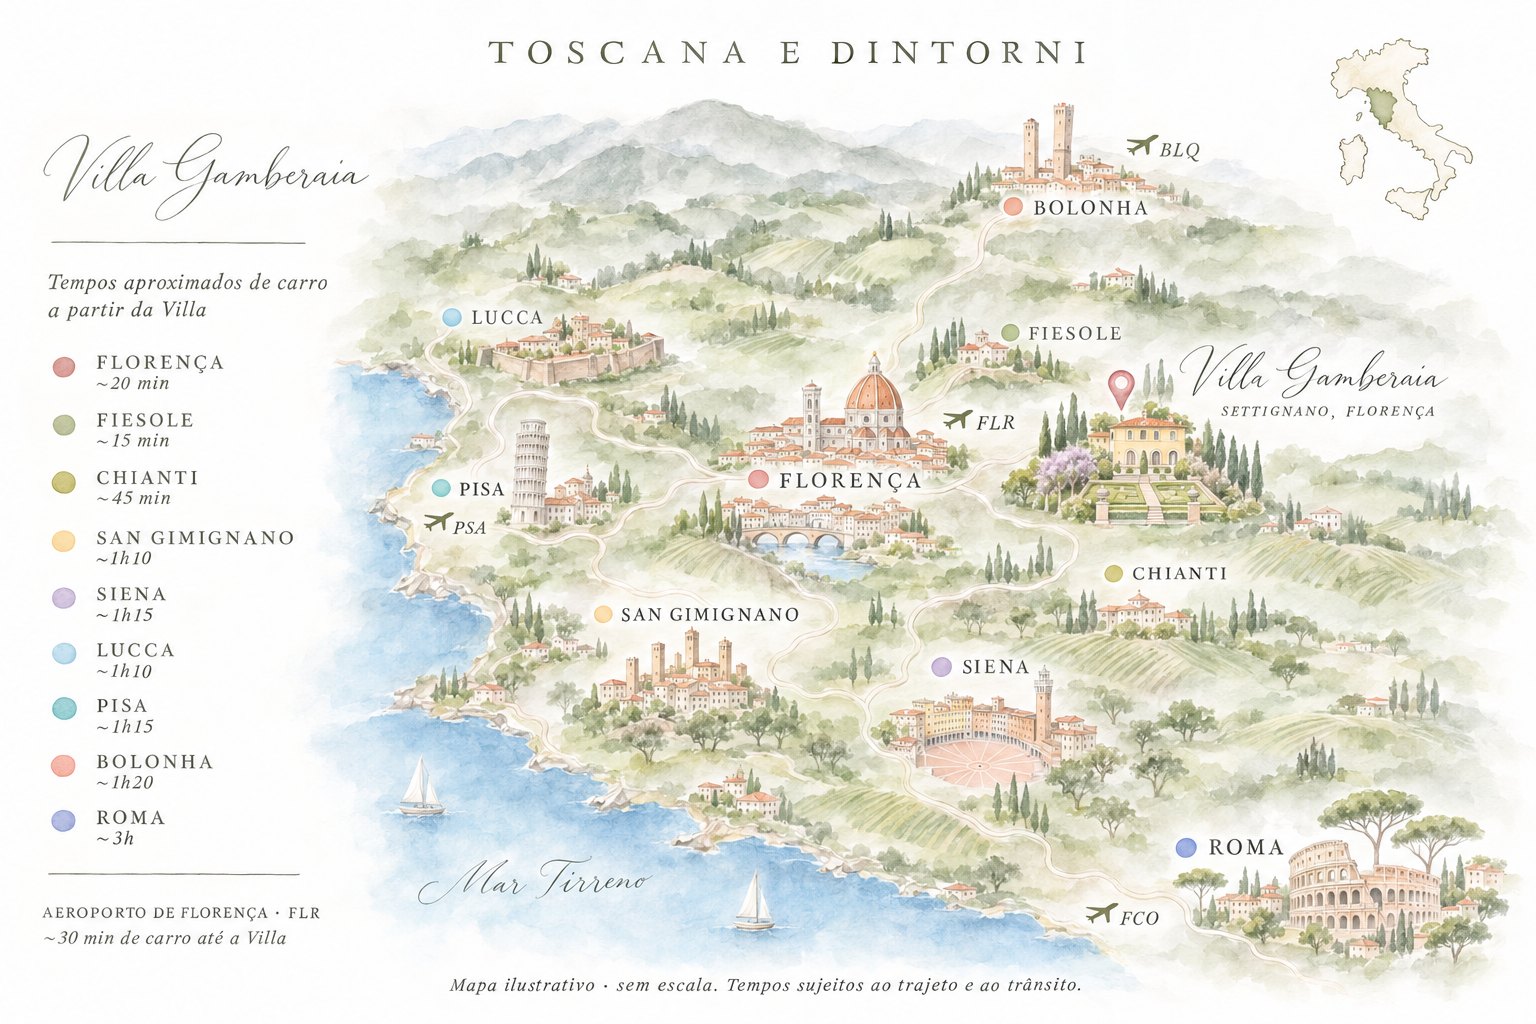 TOSCANA E DINTORNI
Villa Gamberaia
Tempos aproximados de carro
a partir da Villa
FLORENÇA
~20 min
FIESOLE
~15 min
CHIANTI
~45 min
SAN GIMIGNANO
~1h10
SIENA
~1h15
LUCCA
~1h10
PISA
~1h15
BOLONHA
~1h20
ROMA
~3h
AEROPORTO DE FLORENÇA · FLR
~30 min de carro até a Villa
BLQ
BOLONHA
LUCCA
FIESOLE
Villa Gamberaia
SETTIGNANO, FLORENÇA
FLR
FLORENÇA
PISA
PSA
CHIANTI
SAN GIMIGNANO
SIENA
ROMA
Mar Tirreno
FCO
Mapa ilustrativo · sem escala. Tempos sujeitos ao trajeto e ao trânsito.